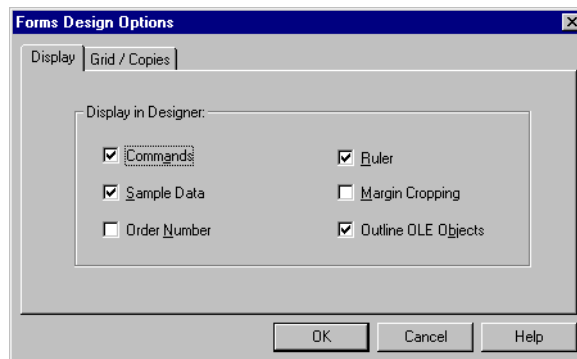 Forms Design Options
Display Grid / Copies
Display in Designer:
Commands Ruler
Sample Data Margin Cropping
Order Number Outline OLE Objects
OK Cancel Help